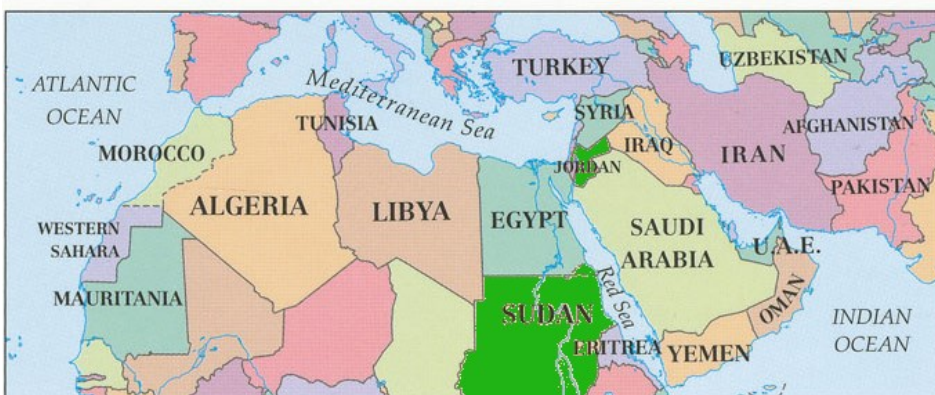 ATLANTIC
OCEAN
Mediterranean Sea
TURKEY
UZBEKISTAN
TUNISIA
SYRIA
AFGHANISTAN
MOROCCO
IRAQ
IRAN
JORDAN
PAKISTAN
ALGERIA
LIBYA
EGYPT
WESTERN
SAHARA
SAUDI
ARABIA
U.A.E.
MAURITANIA
Red Sea
OMAN
SUDAN
INDIAN
OCEAN
ERITREA
YEMEN